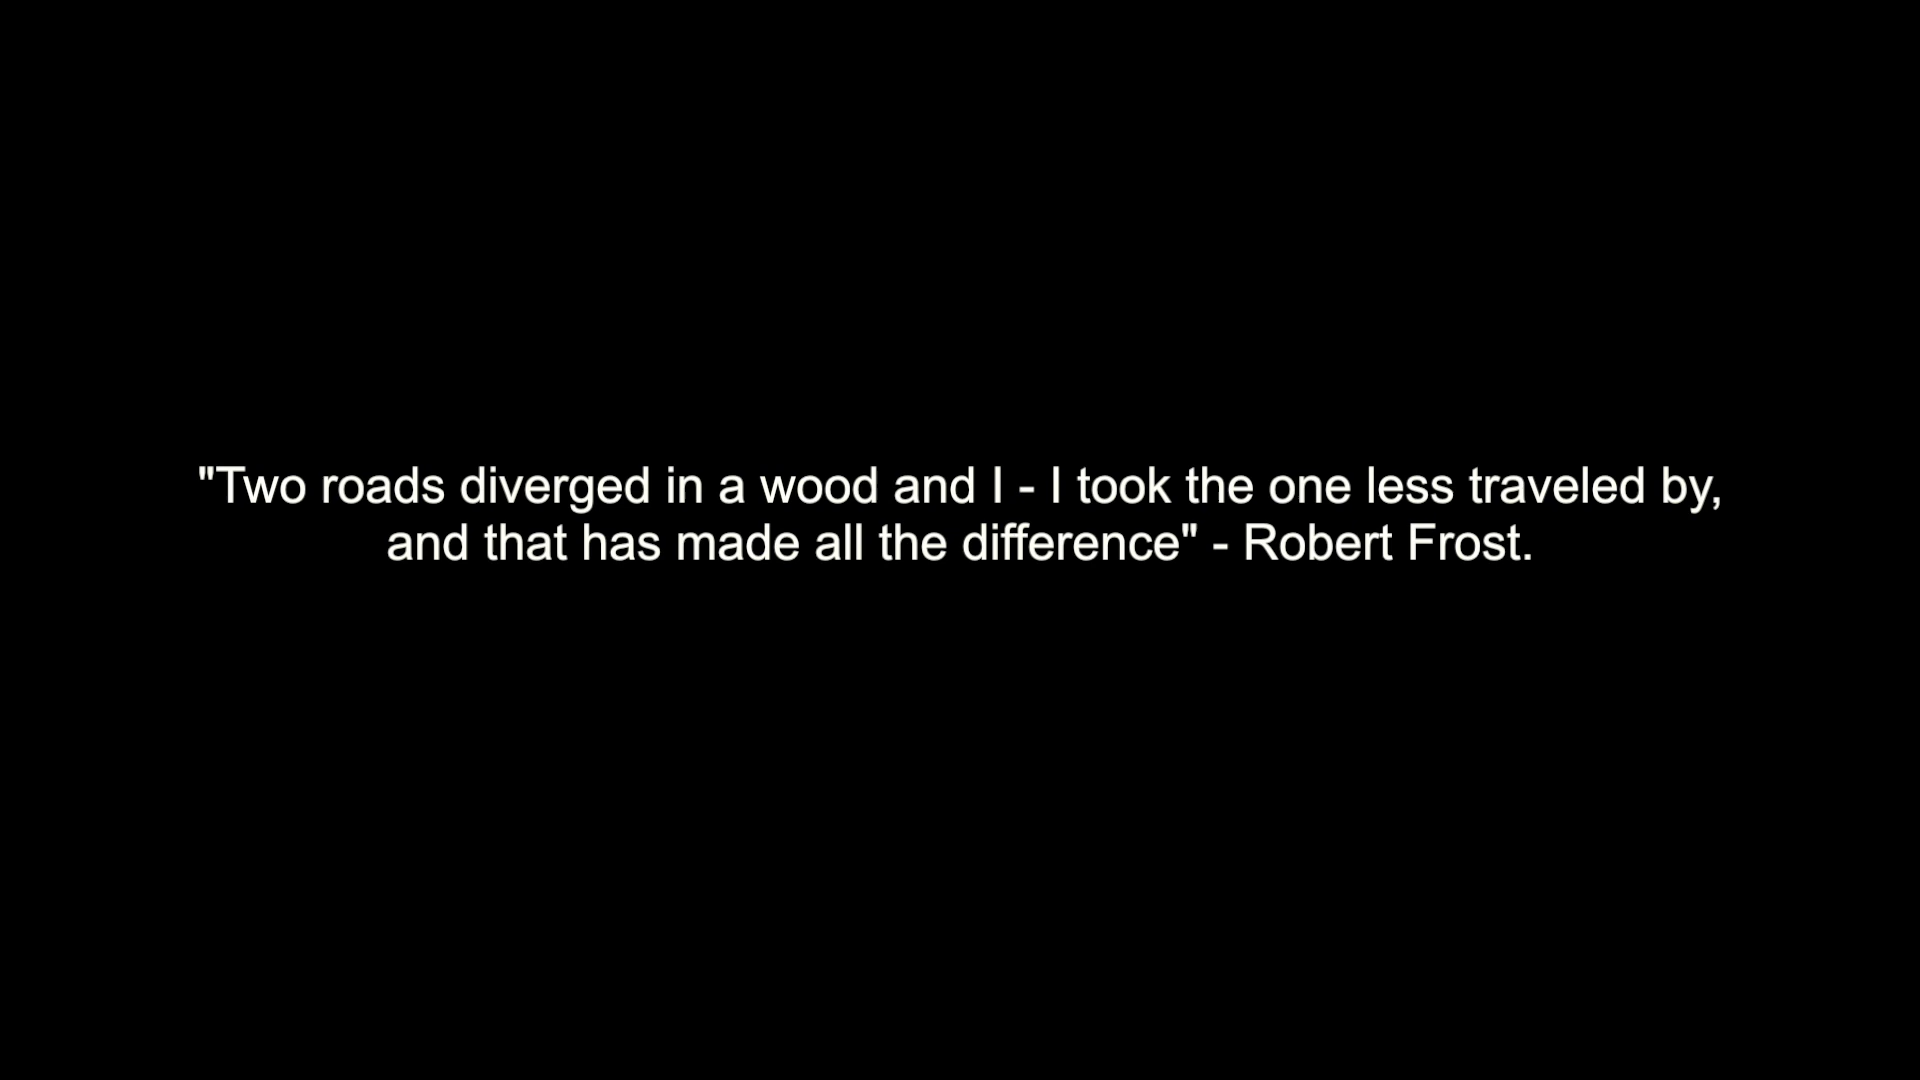 "Two roads diverged in a wood and I - I took the one less traveled by,
and that has made all the difference" - Robert Frost.